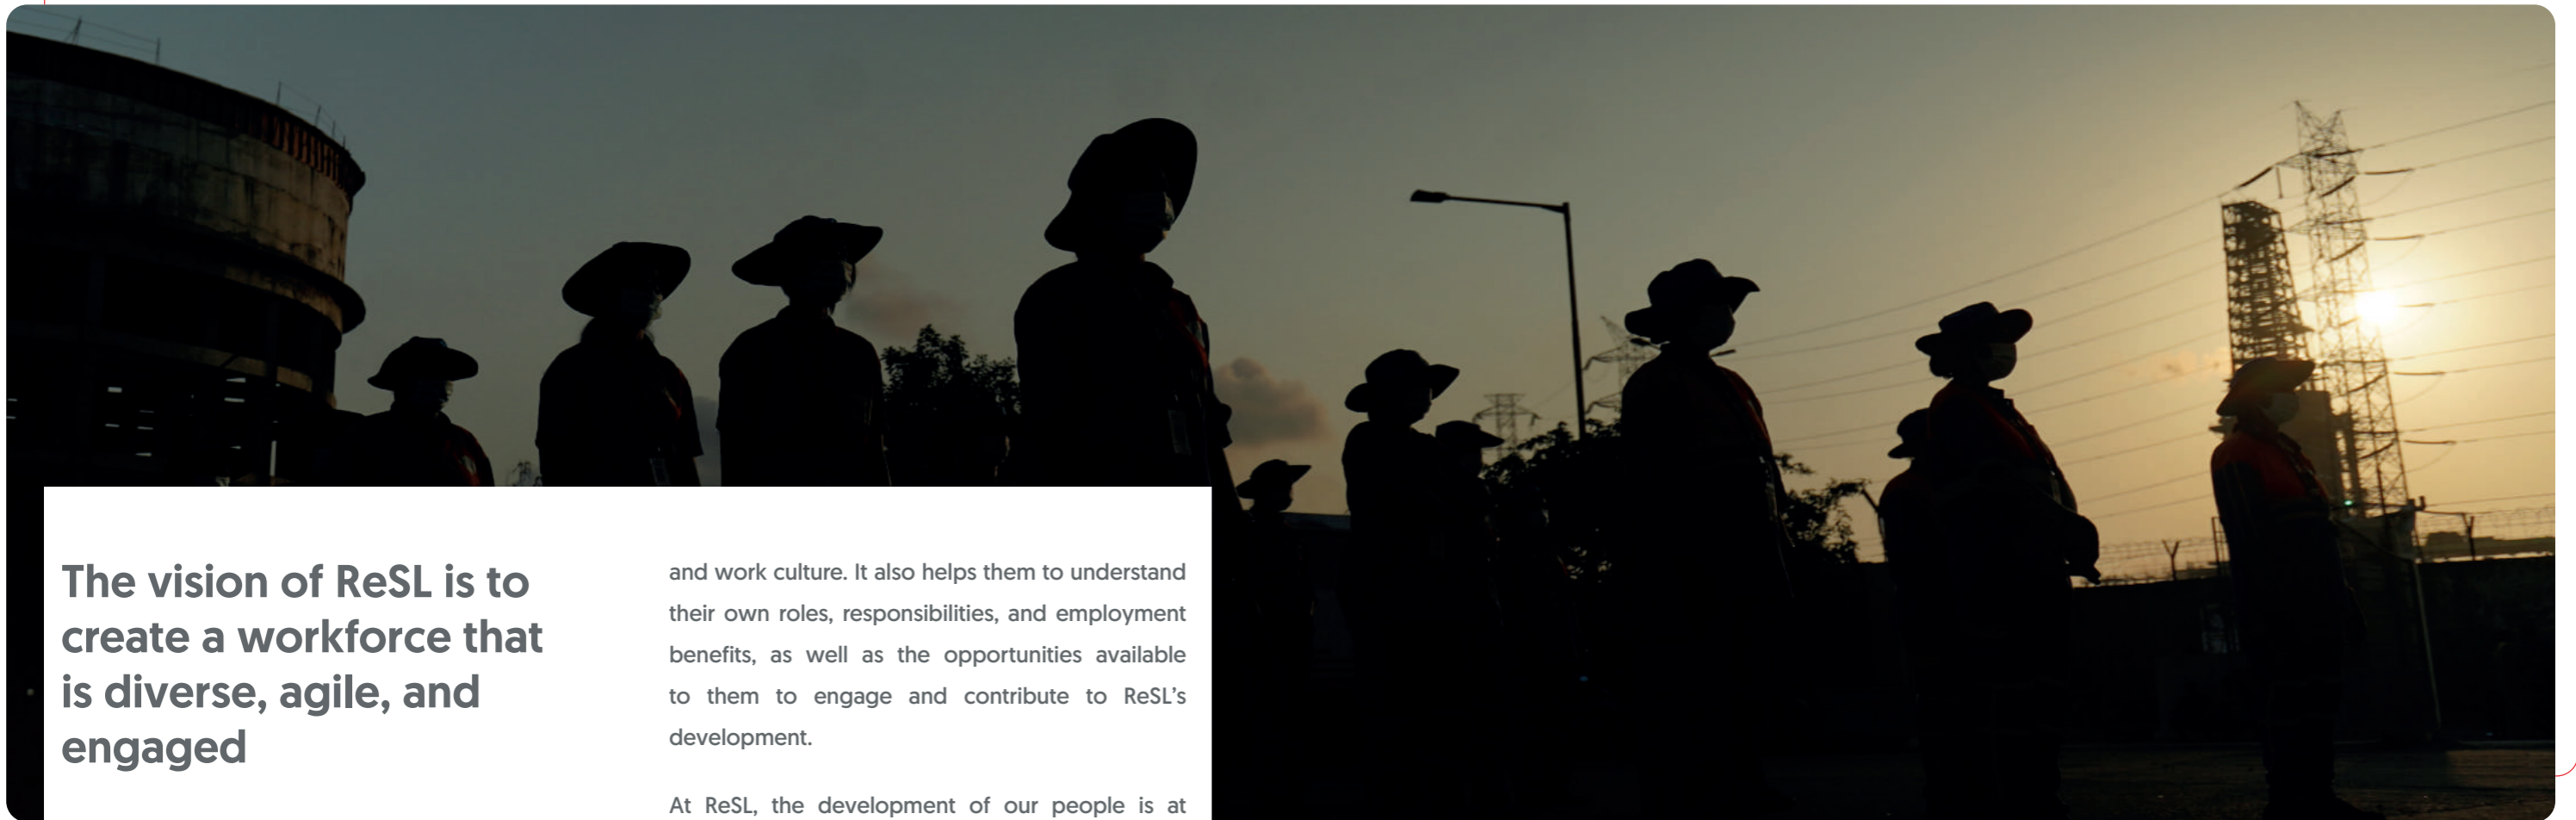 The vision of ReSL is to
create a workforce that
is diverse, agile, and
engaged
and work culture. It also helps them to understand
their own roles, responsibilities, and employment
benefits, as well as the opportunities available
to them to engage and contribute to ReSL’s
development.
At ReSL, the development of our people is at